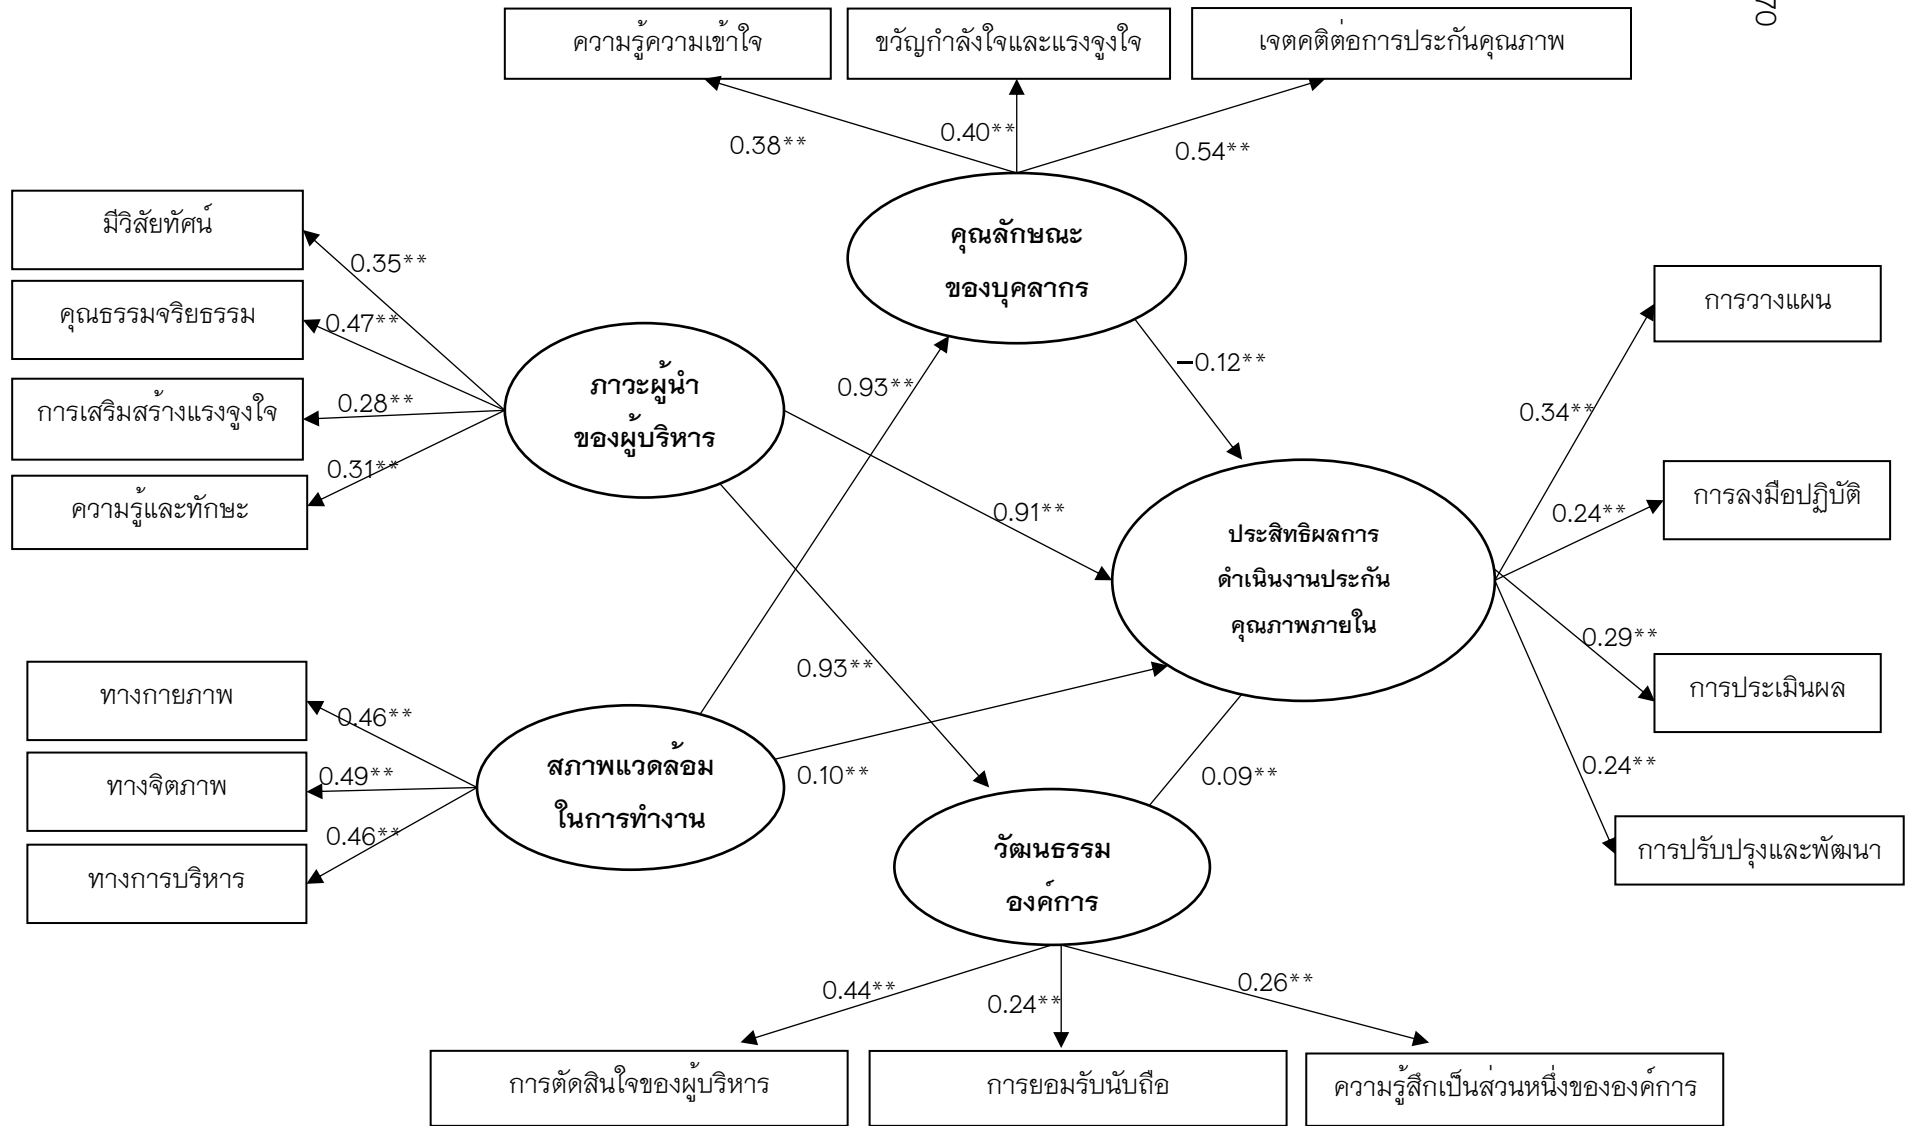 70
ความรู้ความเข้าใจ
ขวัญกำลังใจและแรงจูงใจ
เจตคติต่อการประกันคุณภาพ
0.38**
0.40**
0.54**
มีวิสัยทัศน์
คุณธรรมจริยธรรม
การเสริมสร้างแรงจูงใจ
ความรู้และทักษะ
0.35**
0.47**
0.28**
0.31**
ภาวะผู้นำ
ของผู้บริหาร
คุณลักษณะ
ของบุคลากร
0.93**
–0.12**
0.91**
0.93**
ประสิทธิผลการ
ดำเนินงานประกัน
คุณภาพภายใน
0.34**
0.24**
0.29**
0.24**
การวางแผน
การลงมือปฏิบัติ
การประเมินผล
การปรับปรุงและพัฒนา
ทางกายภาพ
ทางจิตภาพ
ทางการบริหาร
0.46**
0.49**
0.46**
สภาพแวดล้อม
ในการทำงาน
0.10**
0.09**
วัฒนธรรม
องค์การ
0.44**
0.24**
0.26**
การตัดสินใจของผู้บริหาร
การยอมรับนับถือ
ความรู้สึกเป็นส่วนหนึ่งขององค์การ